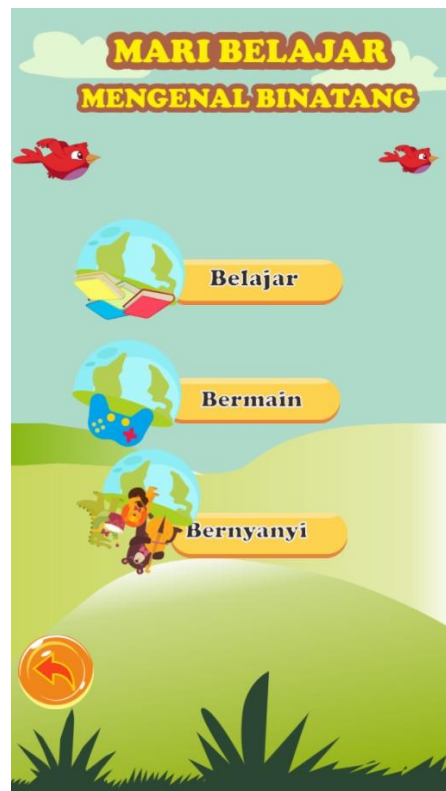 MARI BELAJAR
MENGENAL BINATANG
Belajar
Bermain
Bernyanyi